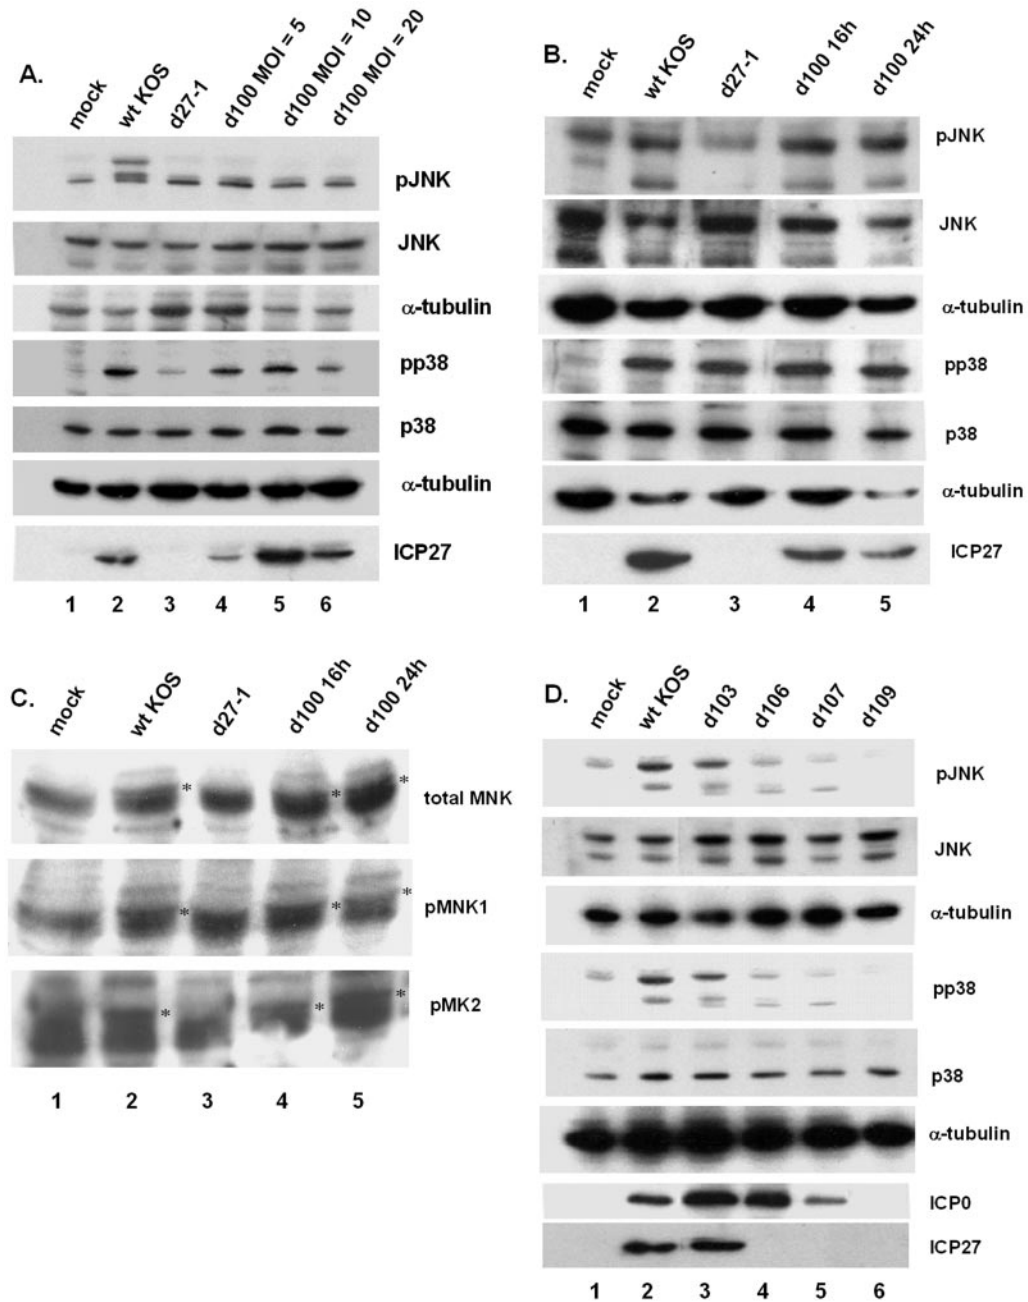 A.
mock
wt KOS
d27-1
d100 MOI = 5
d100 MOI = 10
d100 MOI = 20
pJNK
JNK
α-tubulin
pp38
p38
α-tubulin
ICP27
1 2 3 4 5 6
B.
mock
wt KOS
d27-1
d100 16h
d100 24h
pJNK
JNK
α-tubulin
pp38
p38
α-tubulin
ICP27
1 2 3 4 5
C.
mock
wt KOS
d27-1
d100 16h
d100 24h
* * * total MNK
* * * pMNK1
* * * pMK2
1 2 3 4 5
D.
mock
wt KOS
d103
d106
d107
d109
pJNK
JNK
α-tubulin
pp38
p38
α-tubulin
ICP0
ICP27
1 2 3 4 5 6